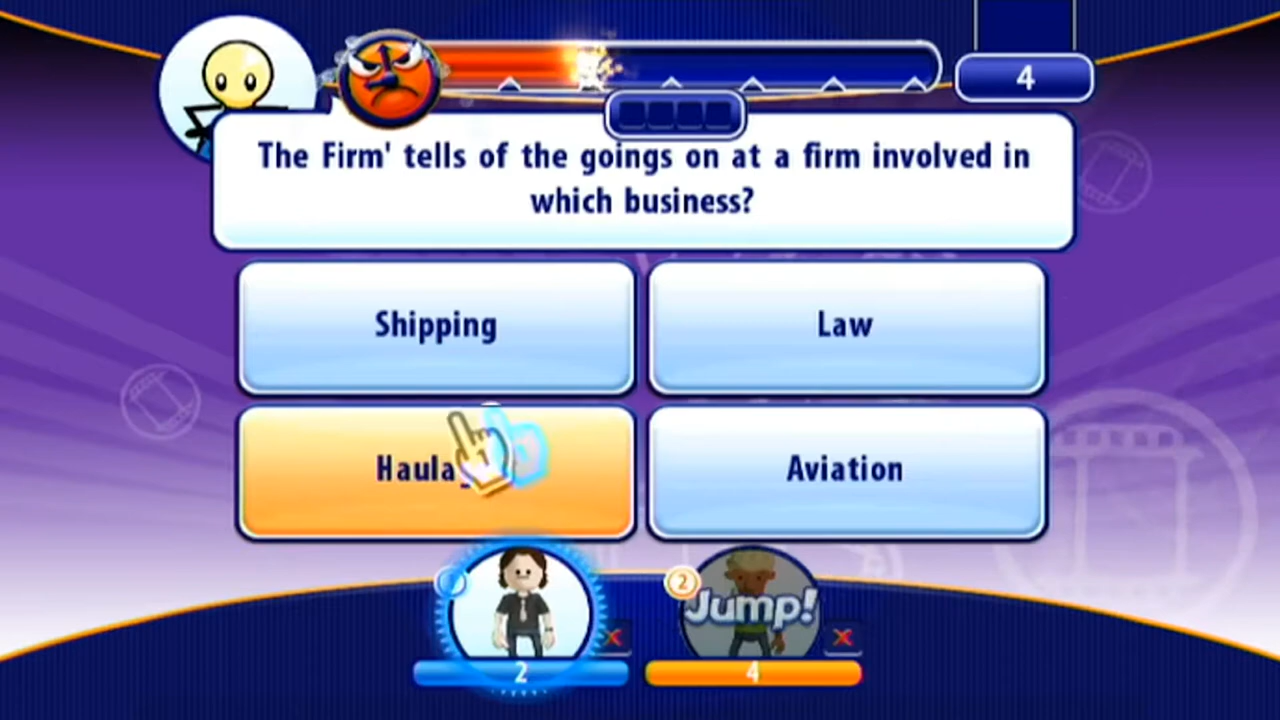 4
The Firm' tells of the goings on at a firm involved in
which business?
Shipping
Law
Haula
Aviation
2
Jump!
2
4